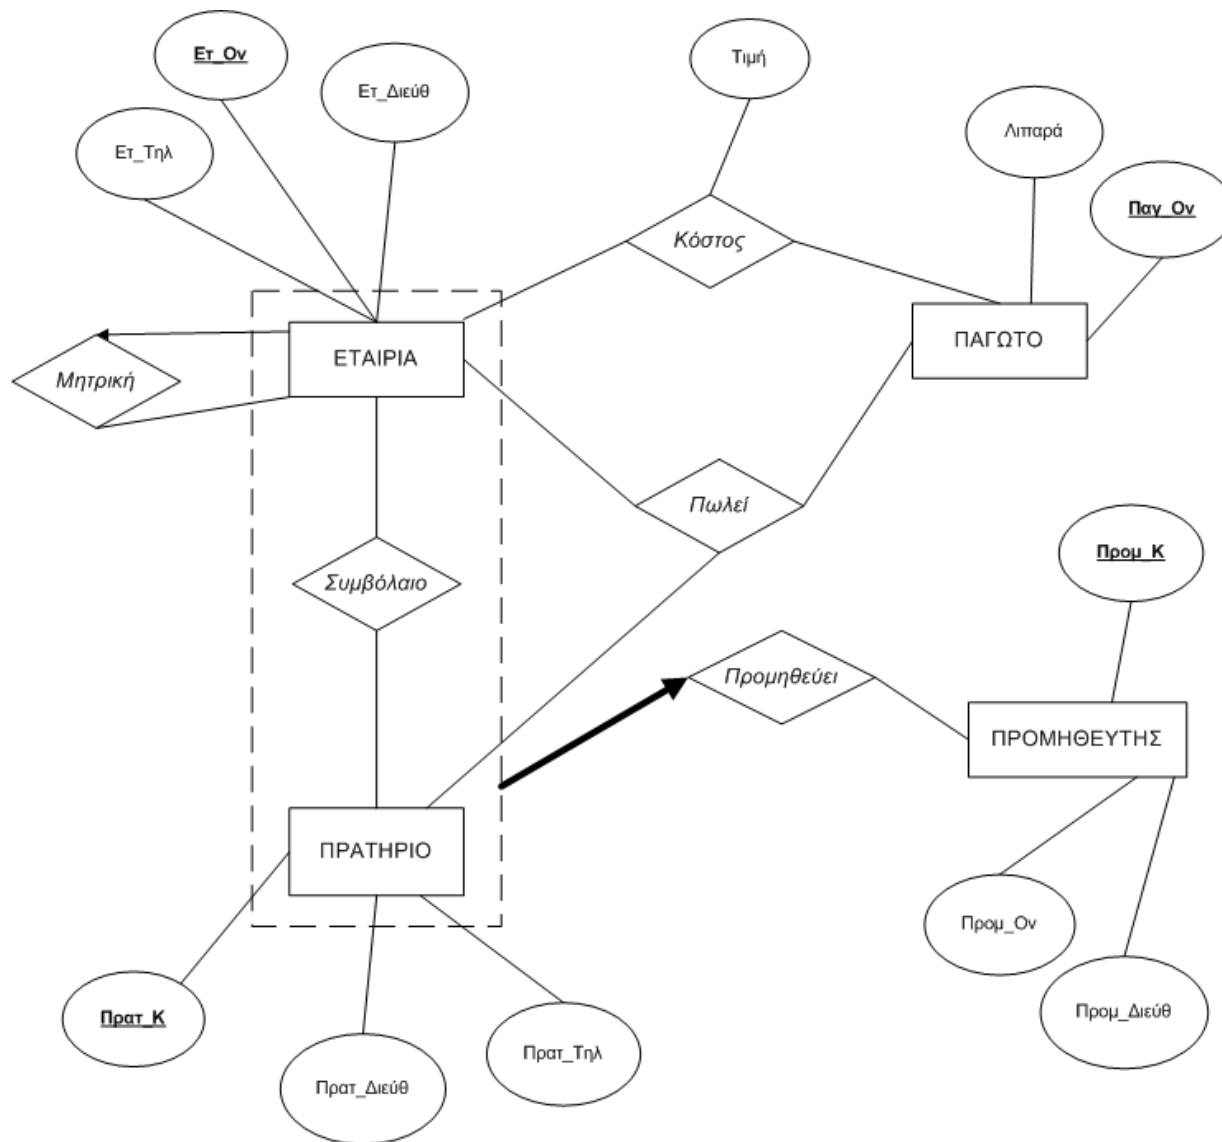 Ετ_Ον
Τιμή
Ετ_Διεύθ
Λιπαρά
Ετ_Τηλ
Παγ_Ον
Κόστος
ΕΤΑΙΡΙΑ
ΠΑΓΩΤΟ
Μητρική
Πωλεί
Προμ_Κ
Συμβόλαιο
Προμηθεύει
ΠΡΟΜΗΘΕΥΤΗΣ
ΠΡΑΤΗΡΙΟ
Προμ_Ον
Πρατ_Κ
Προμ_Διεύθ
Πρατ_Τηλ
Πρατ_Διεύθ